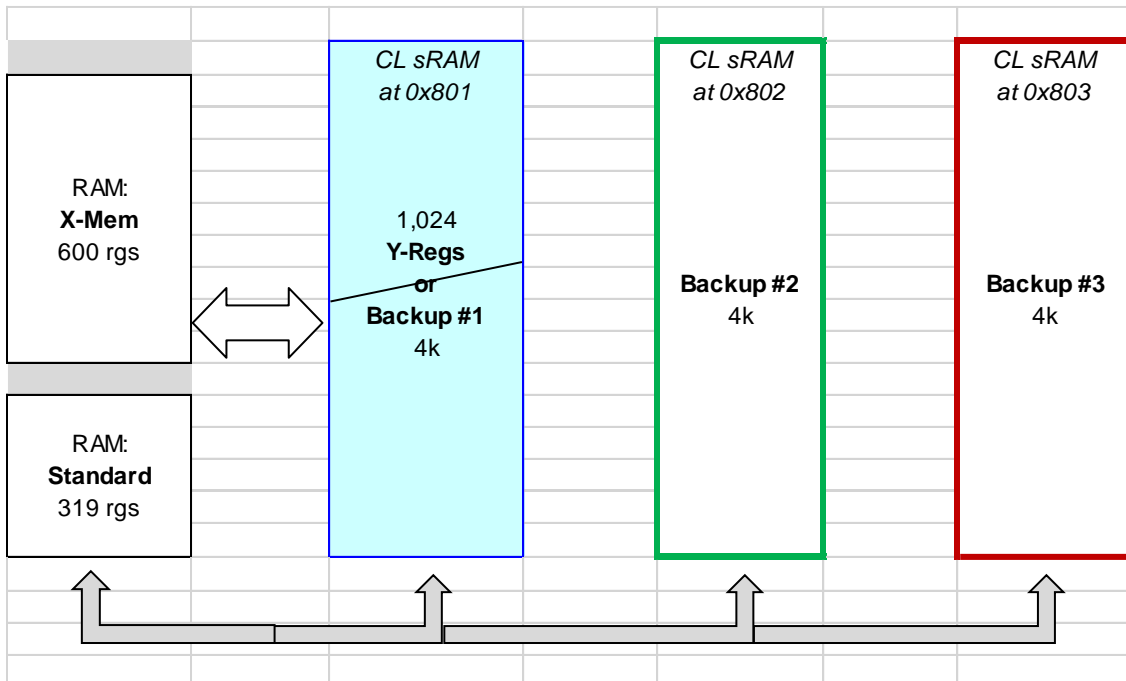 RAM:
X-Mem
600 rgs
RAM:
Standard
319 rgs
CL sRAM
at 0x801
1,024
Y-Regs
or
Backup #1
4k
CL sRAM
at 0x802
Backup #2
4k
CL sRAM
at 0x803
Backup #3
4k